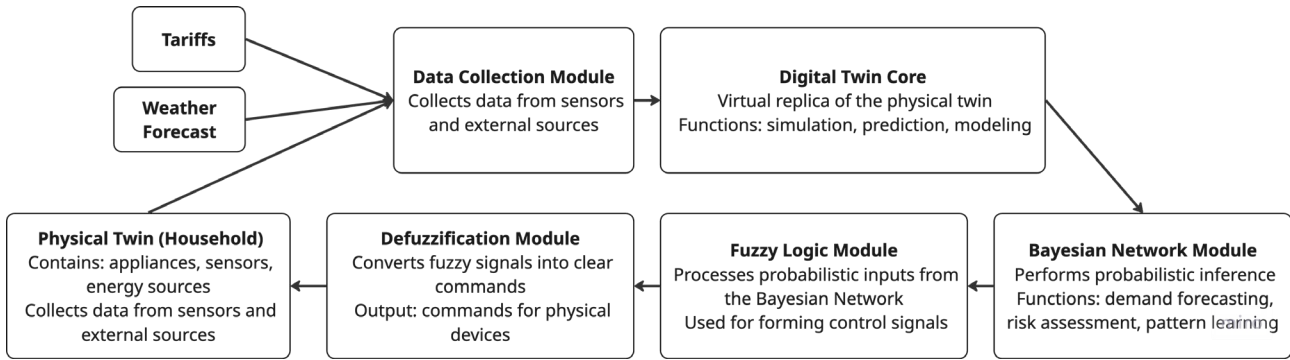 Tariffs
Weather
Forecast
Data Collection Module
Collects data from sensors
and external sources
Digital Twin Core
Virtual replica of the physical twin
Functions: simulation, prediction, modeling
Physical Twin (Household)
Contains: appliances, sensors,
energy sources
Collects data from sensors and
external sources
Defuzzification Module
Converts fuzzy signals into clear
commands
Output: commands for physical
devices
Fuzzy Logic Module
Processes probabilistic inputs from
the Bayesian Network
Used for forming control signals
Bayesian Network Module
Performs probabilistic inference
Functions: demand forecasting,
risk assessment, pattern learning